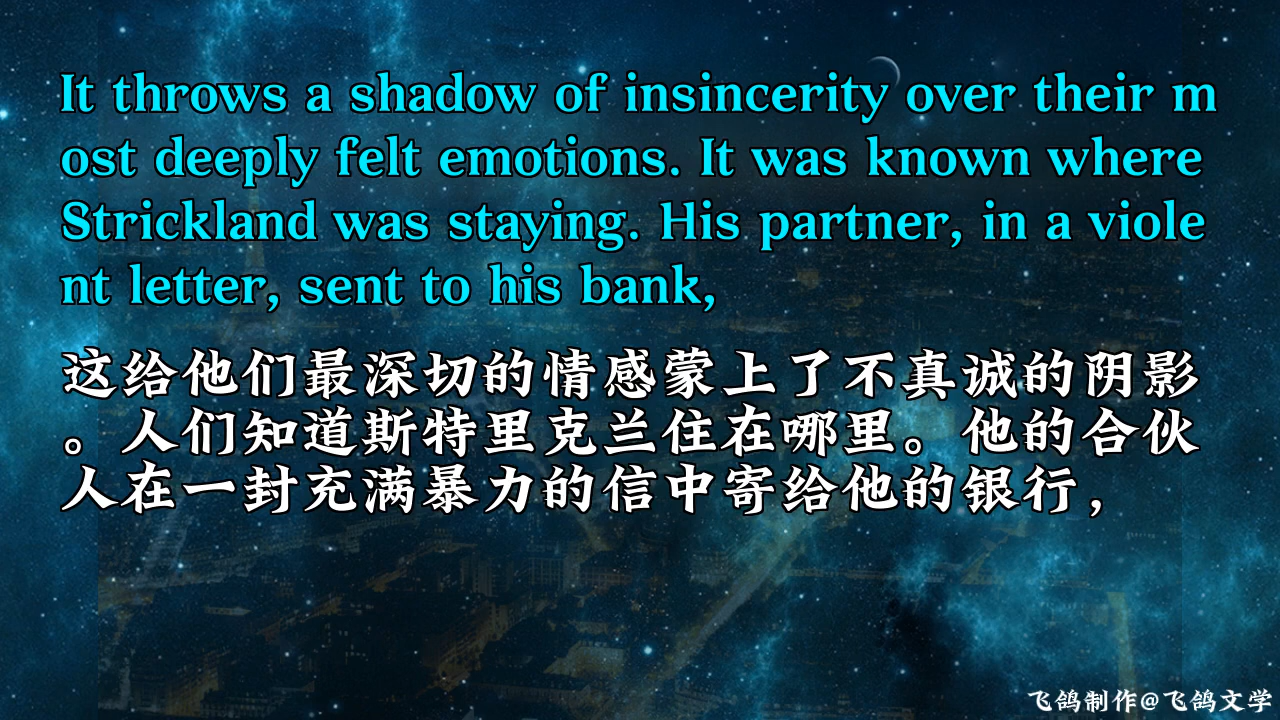 It throws a shadow of insincerity over their m
ost deeply felt emotions. It was known where
Strickland was staying. His partner, in a viole
nt letter, sent to his bank,
这给他们最深切的情感蒙上了不真诚的阴影
。人们知道斯特里克兰住在哪里。他的合伙
人在一封充满暴力的信中寄给他的银行，
飞鸽制作@飞鸽文学